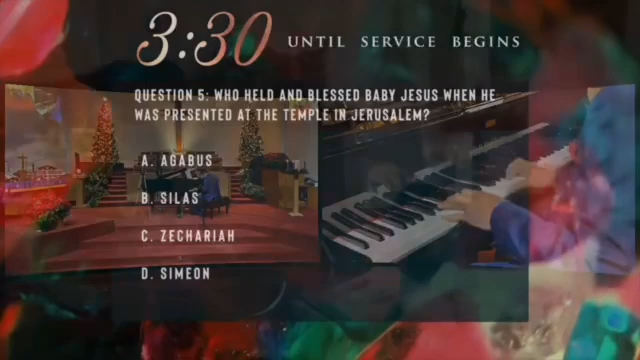 3:30 UNTIL SERVICE BEGINS
QUESTION 5: WHO HELD AND BLESSED BABY JESUS WHEN HE
WAS PRESENTED AT THE TEMPLE IN JERUSALEM?
A. AGABUS
B. SILAS
C. ZECHARIAH
D. SIMEON